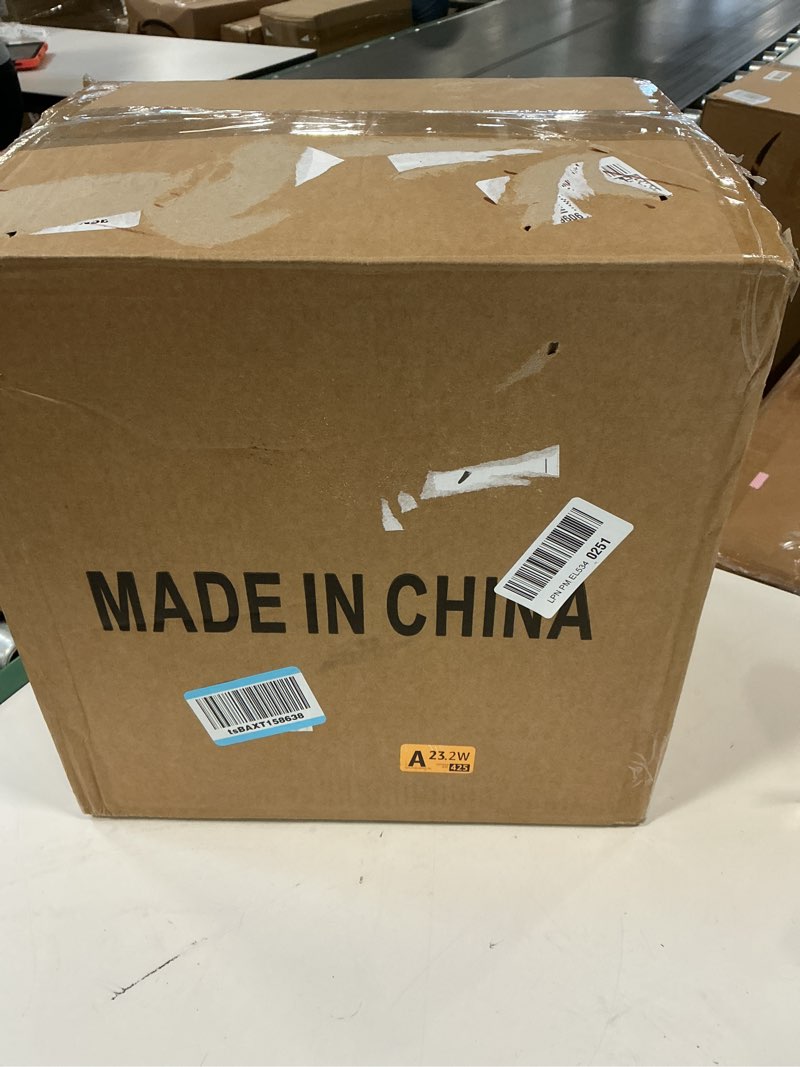 MADE IN CHINA
LPN PM EL534 0251
tsBAXT158638
A 23.2W
425